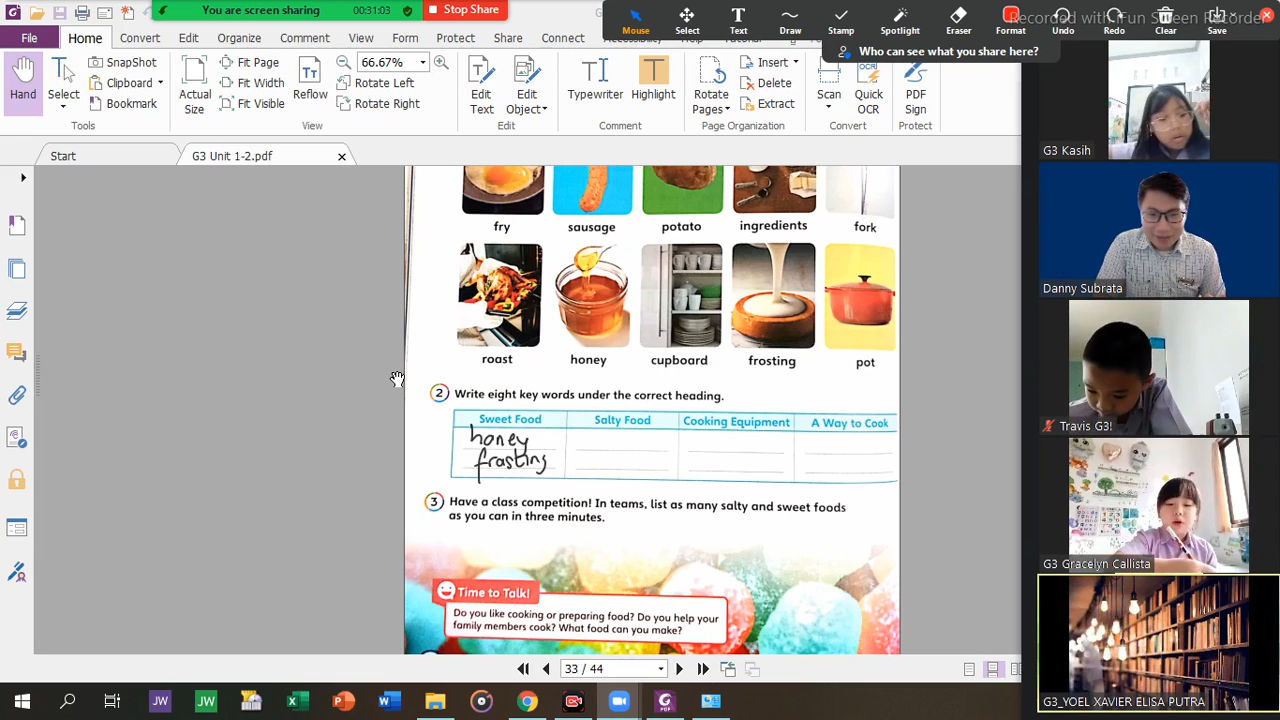 You are screen sharing
31:03
Stop Share
Mouse
Select
Text
Draw
Stamp
Spotlight
Eraser
Format
Undo
Redo
Clear
Save
Recorded with iFun Screen Recorder
Who can see what you share here?
File
Home
Convert
Edit
Organize
Comment
View
Form
Protect
Share
Connect
Hand
Select
SnapShot
Clipboard
Bookmark
Tools
Actual Size
Fit Page
Fit Width
Fit Visible
Reflow
66.67%
Rotate Left
Rotate Right
View
Edit Text
Edit Object
Edit
Typewriter
Highlight
Comment
Rotate Pages
Insert
Delete
Extract
Page Organization
Scan
Quick OCR
Convert
PDF Sign
Protect
Start
G3 Unit 1-2.pdf
fry sausage potato ingredients fork
roast honey cupboard frosting pot
2 Write eight key words under the correct heading.
Sweet Food Salty Food Cooking Equipment A Way to Cook
honey
frosting
3 Have a class competition! In teams, list as many salty and sweet foods
as you can in three minutes.
Time to Talk!
Do you like cooking or preparing food? Do you help your
family members cook? What food can you make?
33 / 44
JW
JW
G3 Kasih
Danny Subrata
Travis G3!
G3 Gracelyn Callista
G3_YOEL XAVIER ELISA PUTRA